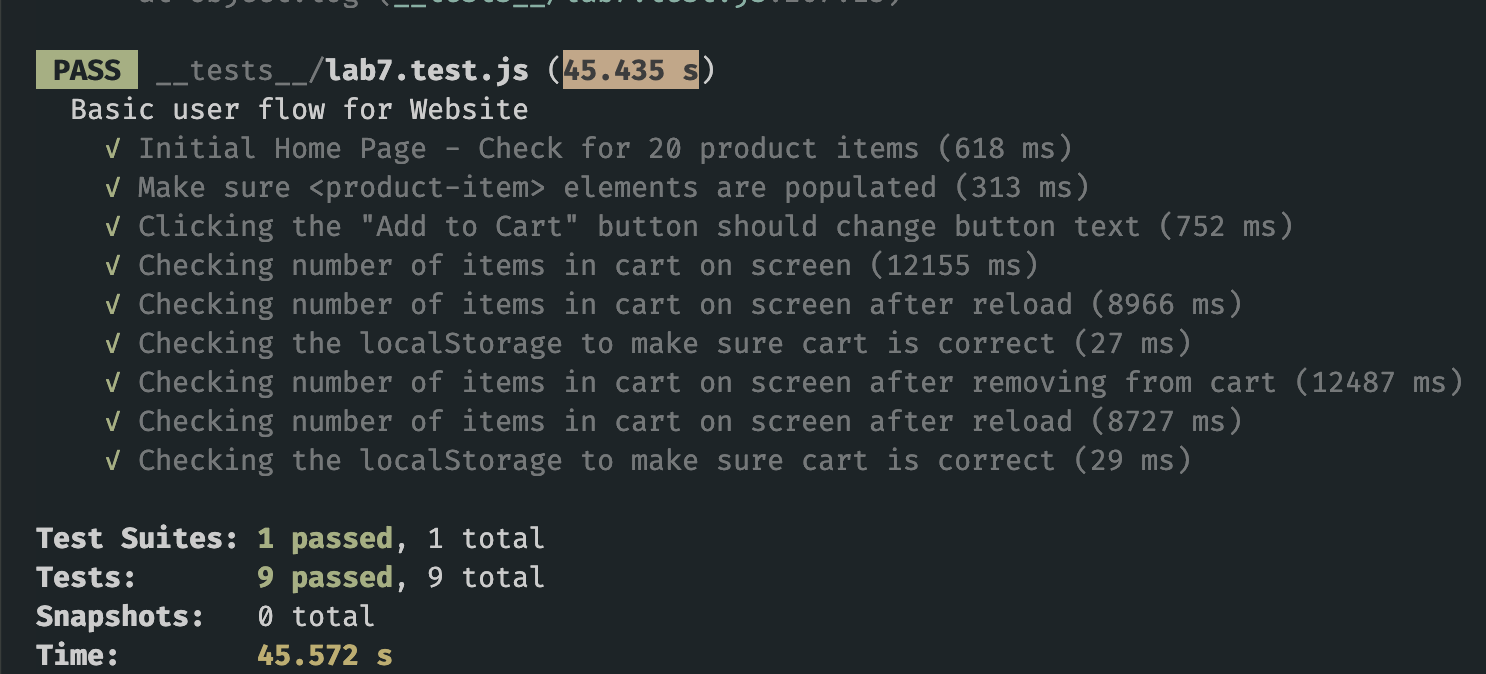 PASS __tests__/lab7.test.js (45.435 s)
Basic user flow for Website
√ Initial Home Page - Check for 20 product items (618 ms)
√ Make sure <product-item> elements are populated (313 ms)
√ Clicking the "Add to Cart" button should change button text (752 ms)
√ Checking number of items in cart on screen (12155 ms)
√ Checking number of items in cart on screen after reload (8966 ms)
√ Checking the localStorage to make sure cart is correct (27 ms)
√ Checking number of items in cart on screen after removing from cart (12487 ms)
√ Checking number of items in cart on screen after reload (8727 ms)
√ Checking the localStorage to make sure cart is correct (29 ms)
Test Suites: 1 passed, 1 total
Tests: 9 passed, 9 total
Snapshots: 0 total
Time: 45.572 s